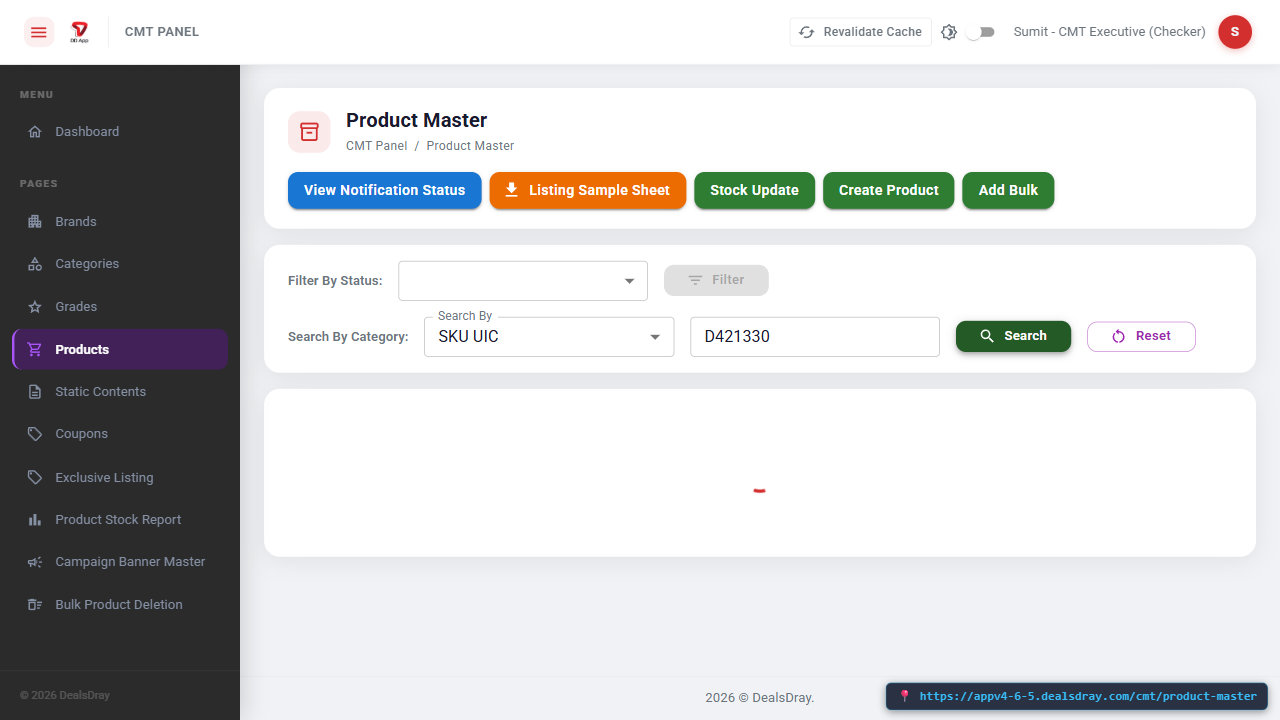 DD App
CMT PANEL
Revalidate Cache
Sumit - CMT Executive (Checker)
S
MENU
Dashboard
PAGES
Brands
Categories
Grades
Products
Static Contents
Coupons
Exclusive Listing
Product Stock Report
Campaign Banner Master
Bulk Product Deletion
© 2026 DealsDray
Product Master
CMT Panel / Product Master
View Notification Status
Listing Sample Sheet
Stock Update
Create Product
Add Bulk
Filter By Status:
Filter
Search By Category:
Search By
SKU UIC
D421330
Search
Reset
2026 © DealsDray.
https://appv4-6-5.dealsdray.com/cmt/product-master